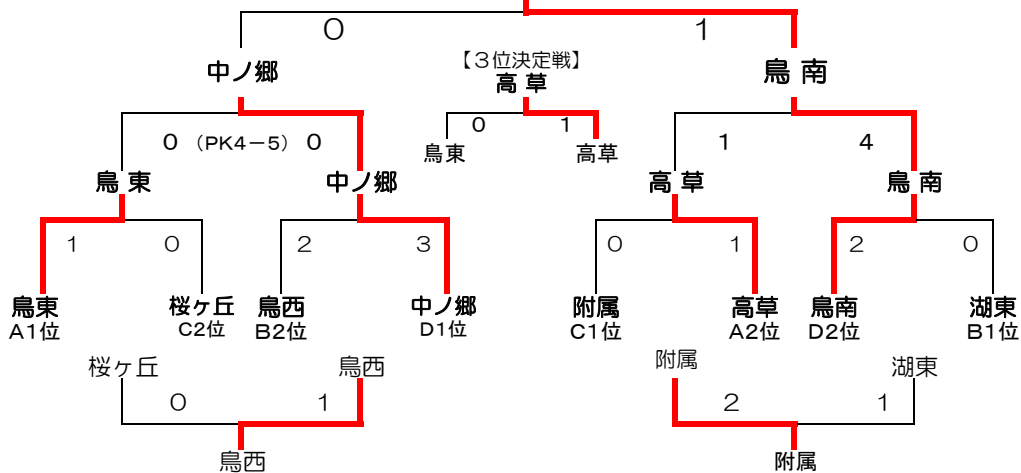 0 1
中ノ郷 【３位決定戦】 鳥 南
高 草
0 1
0 （PK4－5） 0 鳥東 高草 1 4
鳥 東 中ノ郷 高 草 鳥 南
1 0 2 3 0 1 2 0
鳥東 桜ヶ丘 鳥西 中ノ郷 附属 高草 鳥南 湖東
A1位 C2位 B2位 D1位 C1位 A2位 D2位 B1位
桜ヶ丘 鳥西 附属 湖東
0 1 2 1
鳥西 附属